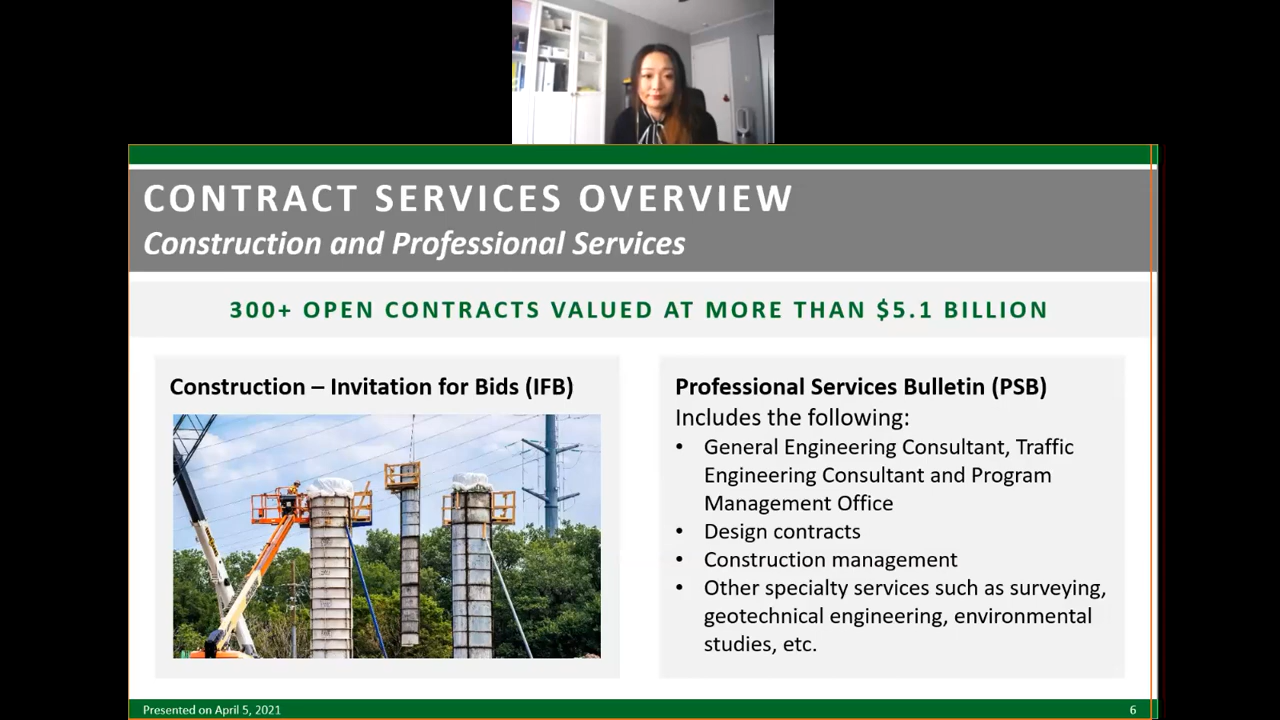 CONTRACT SERVICES OVERVIEW
Construction and Professional Services
300+ OPEN CONTRACTS VALUED AT MORE THAN $5.1 BILLION
Construction – Invitation for Bids (IFB)
Professional Services Bulletin (PSB)
Includes the following:
• General Engineering Consultant, Traffic
Engineering Consultant and Program
Management Office
• Design contracts
• Construction management
• Other specialty services such as surveying,
geotechnical engineering, environmental
studies, etc.
Presented on April 5, 2021
6